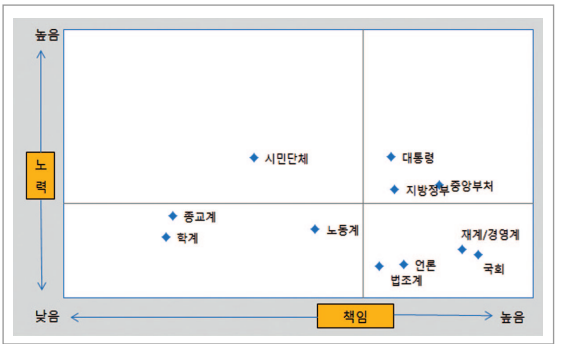 높음
시민단체
대통령
지방정부
중앙부처
노
력
종교계
학계
노동계
재계/경영계
언론
국회
법조계
낮음
책임
높음